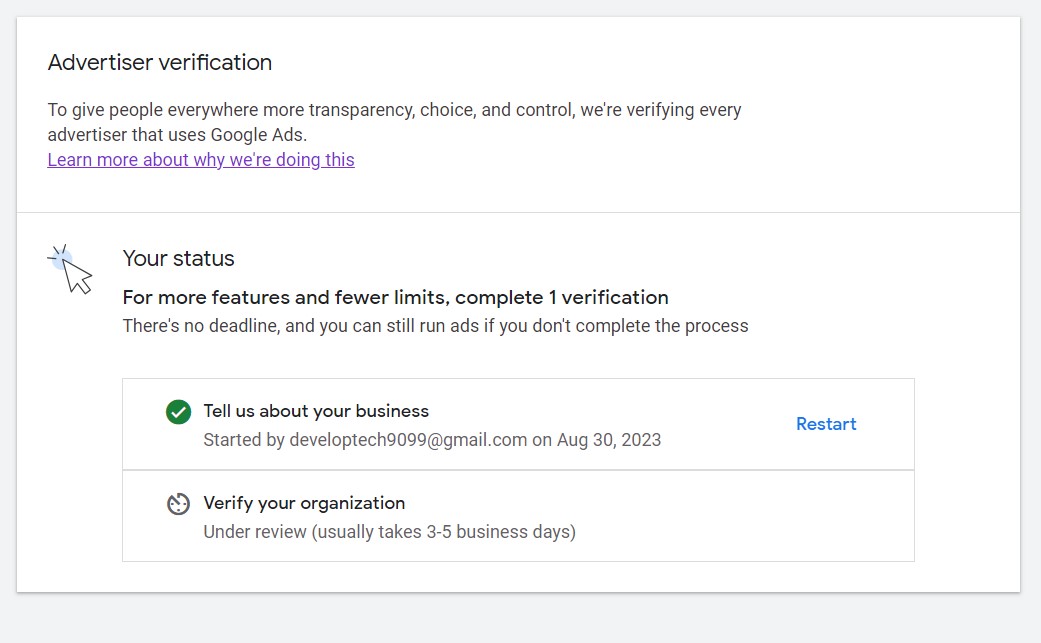 Advertiser verification
To give people everywhere more transparency, choice, and control, we're verifying every
advertiser that uses Google Ads.
Learn more about why we're doing this
Your status
For more features and fewer limits, complete 1 verification
There's no deadline, and you can still run ads if you don't complete the process
Tell us about your business
Started by developtech9099@gmail.com on Aug 30, 2023
Restart
Verify your organization
Under review (usually takes 3-5 business days)